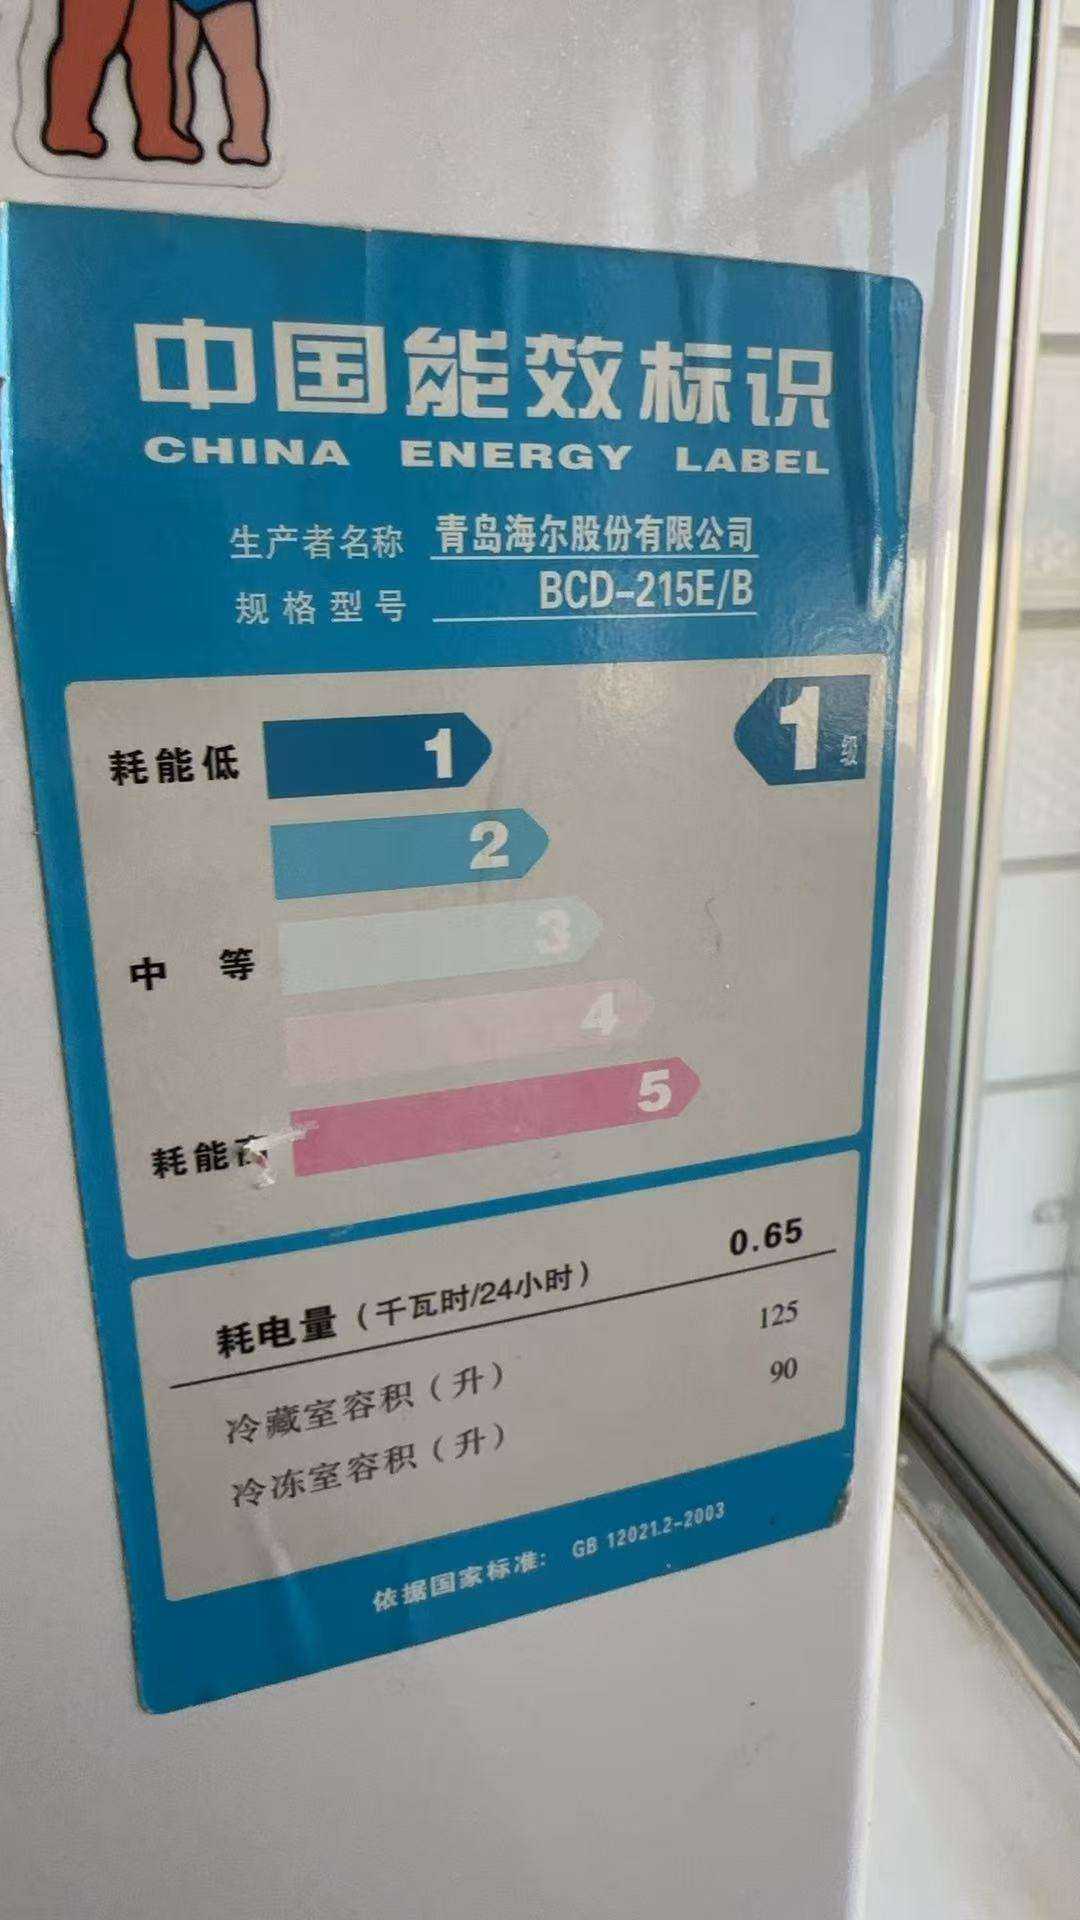 中国能效标识
CHINA ENERGY LABEL
生产者名称 青岛海尔股份有限公司
规格型号 BCD-215E/B
耗能低 1 1级
2
中等 3
4
耗能高 5
耗电量（千瓦时/24小时） 0.65
冷藏室容积（升） 125
冷冻室容积（升） 90
依据国家标准： GB 12021.2-2003